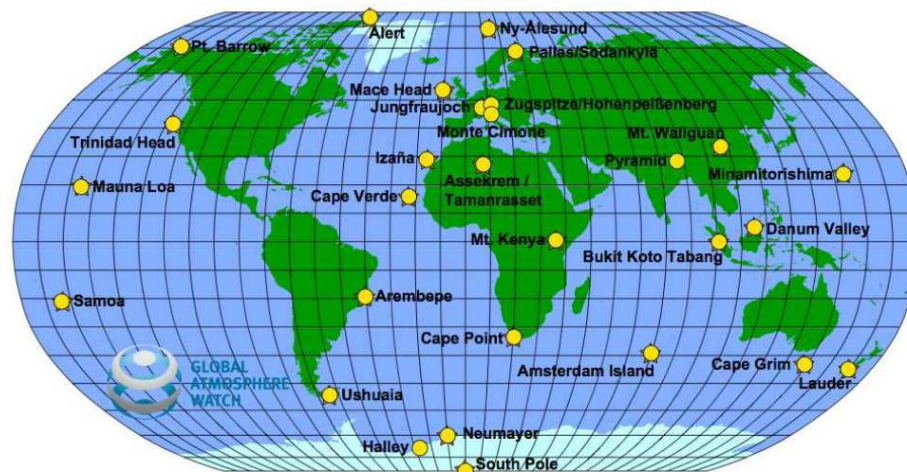 Alert
Ny-Ålesund
Pt. Barrow
Pallas/Sodankylä
Mace Head
Jungfraujoch
Zugspitze/Hohenpeißenberg
Monte Cimone
Trinidad Head
Mt. Waliguan
Izaña
Pyramid
Assekrem /
Tamanrasset
Minamitorishima
Mauna Loa
Cape Verde
Danum Valley
Mt. Kenya
Bukit Koto Tabang
Samoa
Arembepe
Cape Point
Amsterdam Island
Cape Grim
Lauder
GLOBAL
ATMOSPHERE
WATCH
Ushuaia
Neumayer
Halley
South Pole